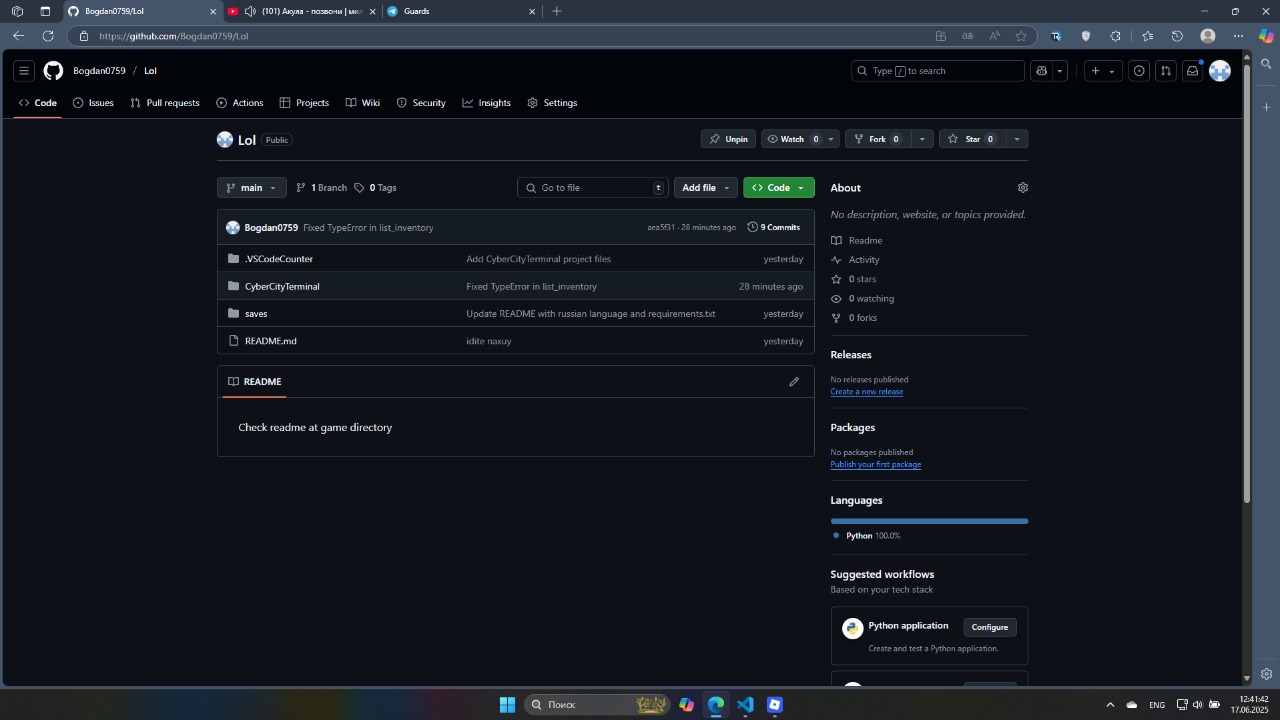 Bogdan0759/Lol
(101) Акула - позвони | мил
Guards
https://github.com/Bogdan0759/Lol
Bogdan0759 / Lol
Type / to search
Code
Issues
Pull requests
Actions
Projects
Wiki
Security
Insights
Settings
Lol Public
Unpin
Watch 0
Fork 0
Star 0
main
1 Branch
0 Tags
Go to file t
Add file
Code
About
No description, website, or topics provided.
Bogdan0759 Fixed TypeError in list_inventory aea5f31 · 28 minutes ago 9 Commits
.VSCodeCounter Add CyberCityTerminal project files yesterday
CyberCityTerminal Fixed TypeError in list_inventory 28 minutes ago
saves Update README with russian language and requirements.txt yesterday
README.md idite naxuy yesterday
README
Check readme at game directory
Readme
Activity
0 stars
0 watching
0 forks
Releases
No releases published
Create a new release
Packages
No packages published
Publish your first package
Languages
Python 100.0%
Suggested workflows
Based on your tech stack
Python application Configure
Create and test a Python application.
Поиск
ENG
12:41:42
17.06.2025